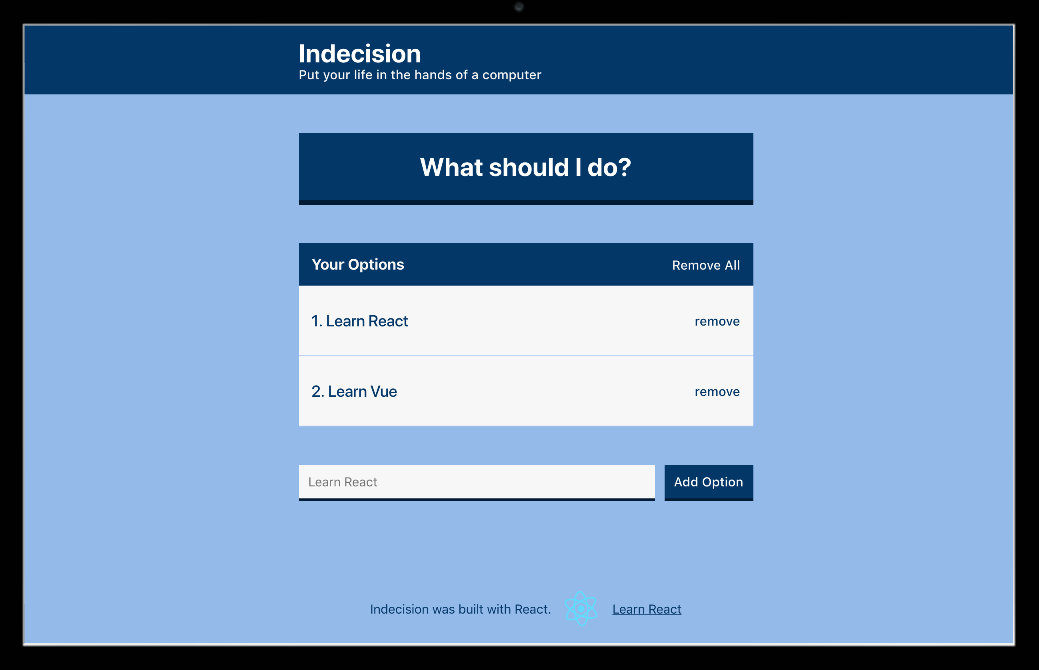 Indecision
Put your life in the hands of a computer
What should I do?
Your Options
Remove All
1. Learn React
remove
2. Learn Vue
remove
Learn React
Add Option
Indecision was built with React.
Learn React